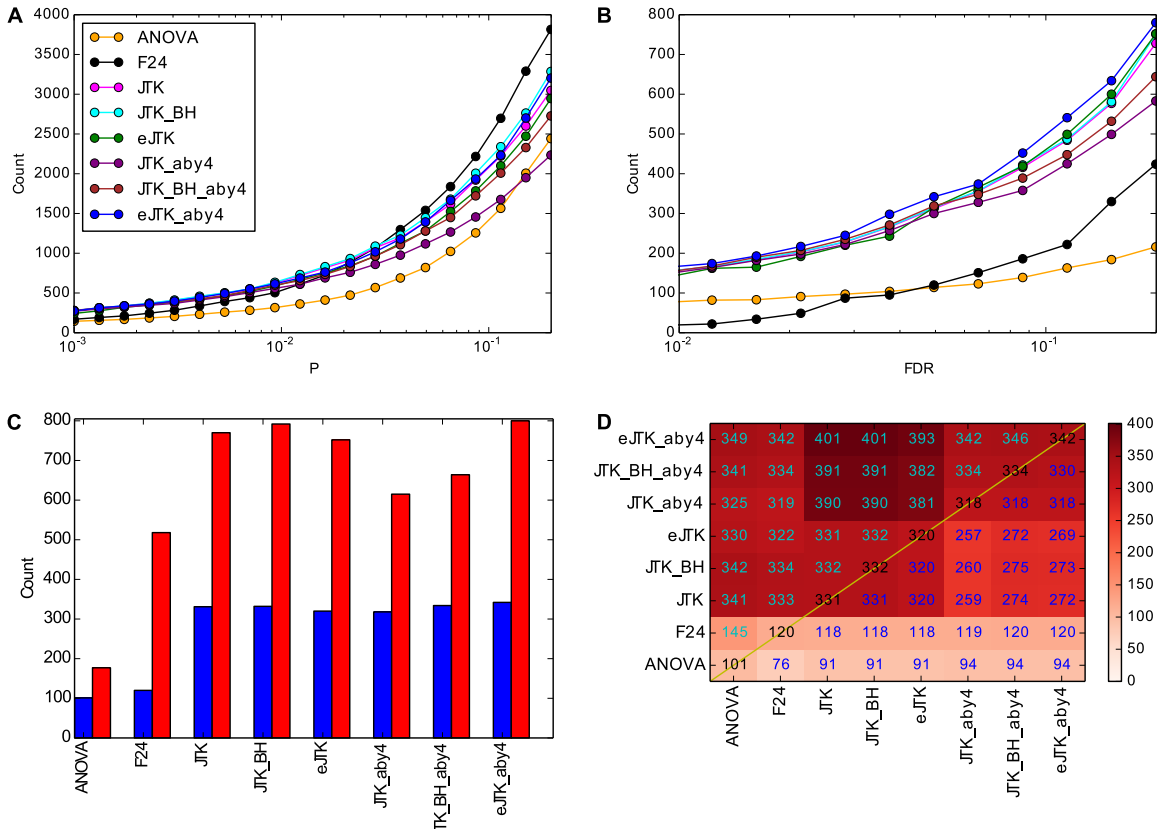 A
4000
3500
3000
2500
2000
1500
1000
500
0
Count
ANOVA
F24
JTK
JTK_BH
eJTK
JTK_aby4
JTK_BH_aby4
eJTK_aby4
10⁻³
10⁻²
10⁻¹
P
B
800
700
600
500
400
300
200
100
0
Count
10⁻²
10⁻¹
FDR
C
800
700
600
500
400
300
200
100
0
Count
ANOVA
F24
JTK
JTK_BH
eJTK
JTK_aby4
TK_BH_aby4
eJTK_aby4
D
eJTK_aby4 349 342 401 401 393 342 346 342
JTK_BH_aby4 341 334 391 391 382 334 334 330
JTK_aby4 325 319 390 390 381 318 318 318
eJTK 330 322 331 332 320 257 272 269
JTK_BH 342 334 332 332 320 260 275 273
JTK 341 333 331 331 320 259 274 272
F24 145 120 118 118 118 119 120 120
ANOVA 101 76 91 91 91 94 94 94
ANOVA
F24
JTK
JTK_BH
eJTK
JTK_aby4
JTK_BH_aby4
eJTK_aby4
400
350
300
250
200
150
100
50
0